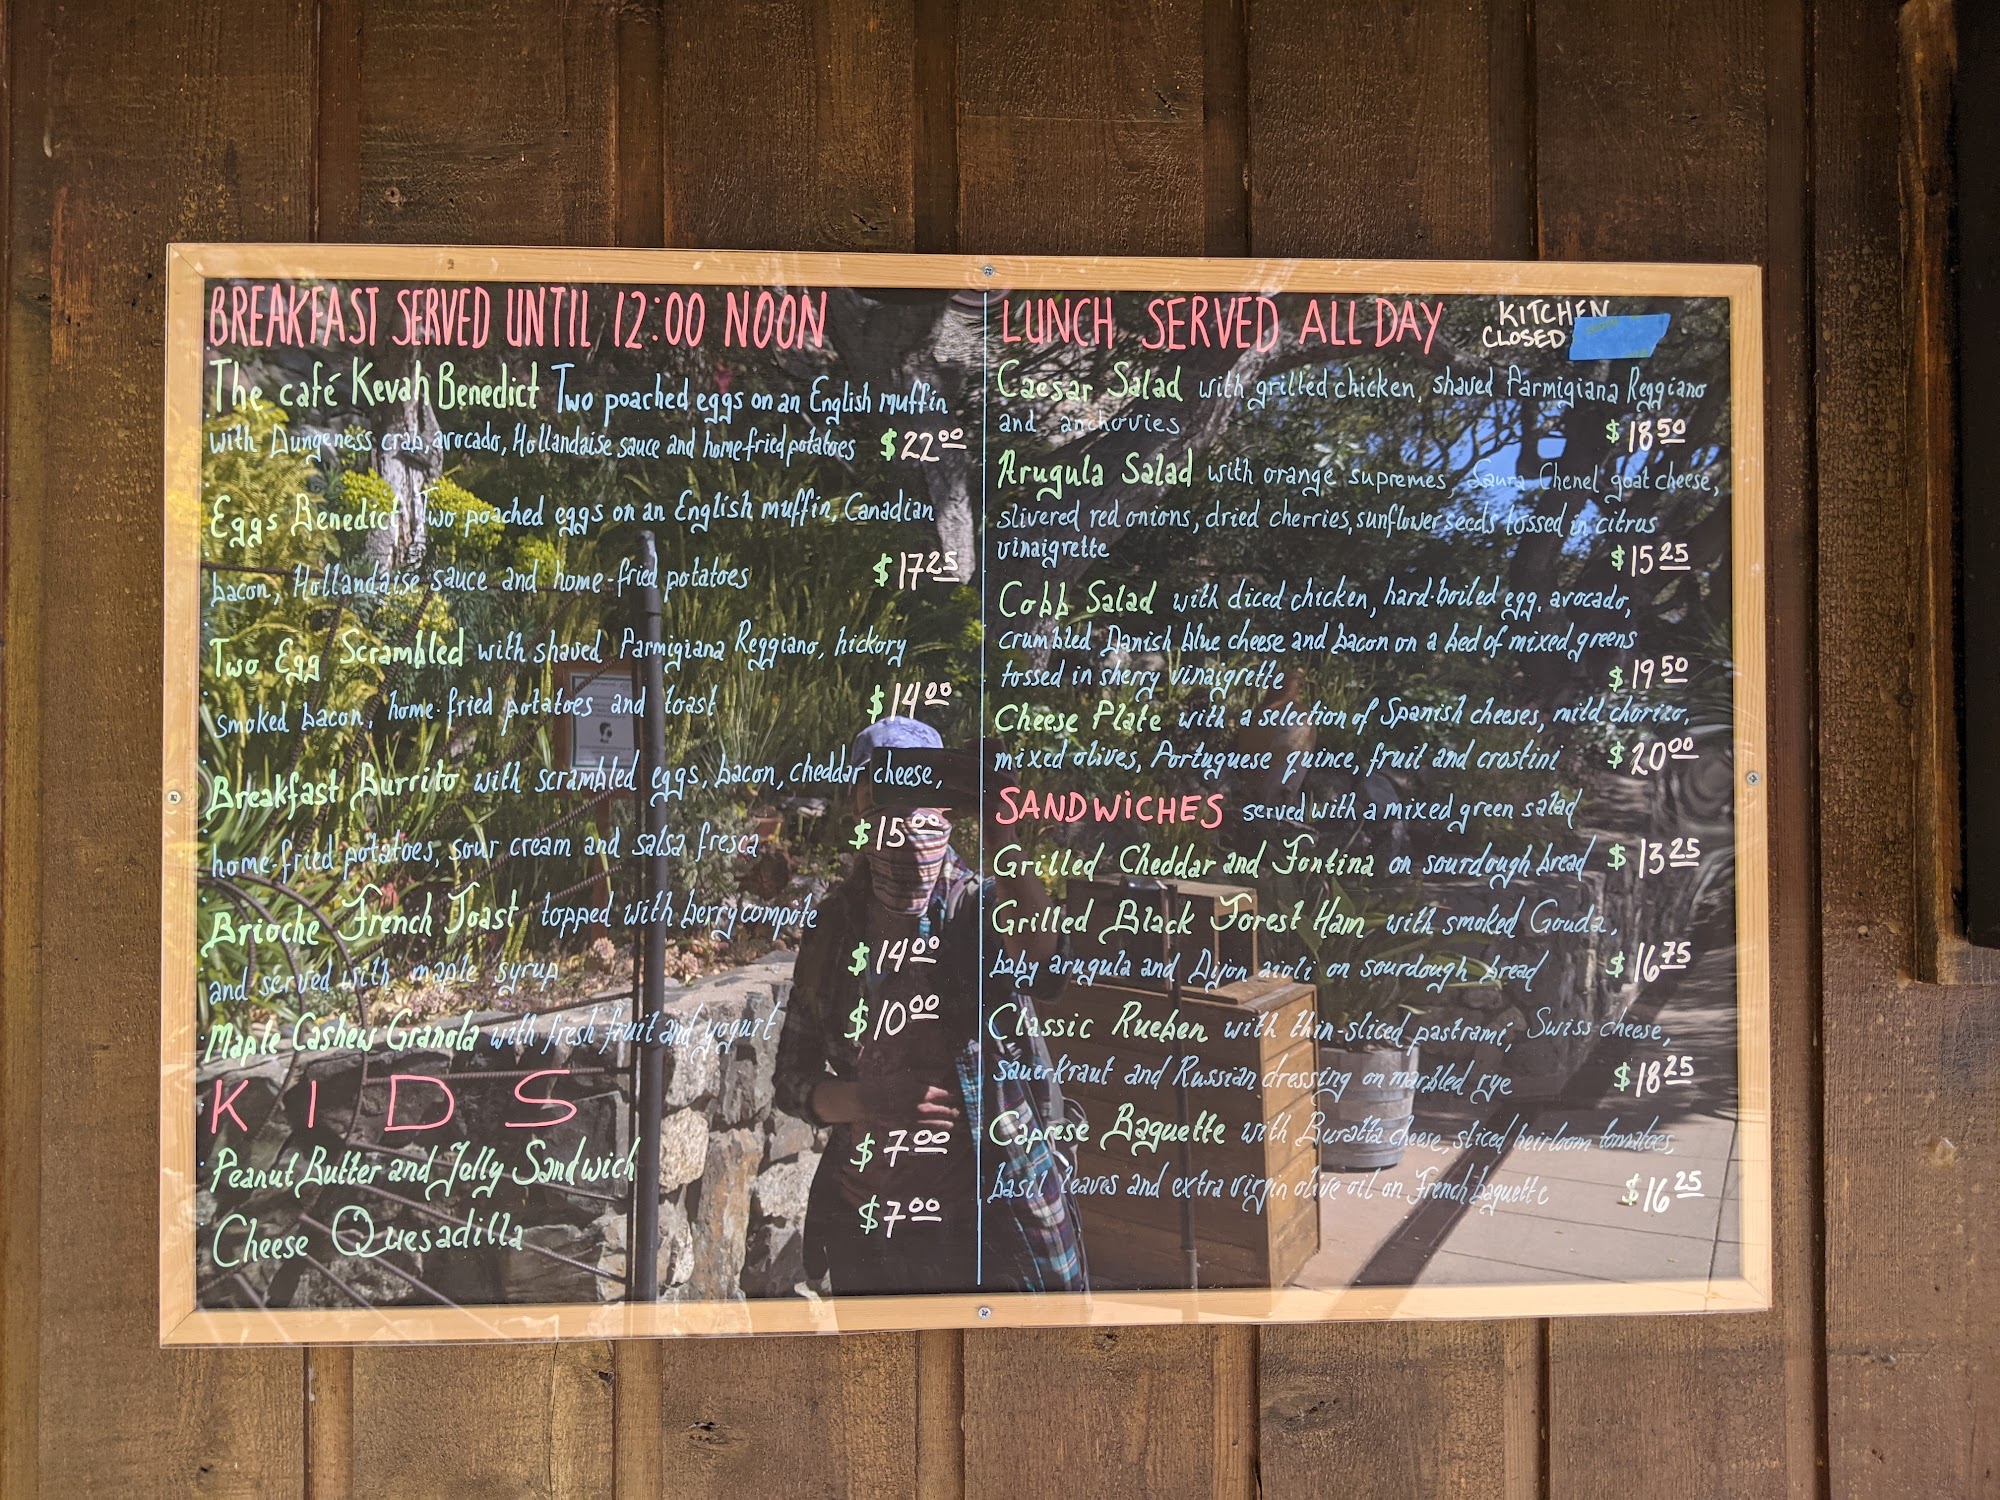 BREAKFAST SERVED UNTIL 12:00 NOON
The café Kevah Benedict Two poached eggs on an English muffin
with Dungeness crab, avocado, Hollandaise sauce and home fried potatoes $22.00
Eggs Benedict Two poached eggs on an English muffin, Canadian
bacon, Hollandaise sauce and home-fried potatoes $17.25
Two Egg Scrambled with shaved Parmigiana Reggiano, hickory
smoked bacon, home-fried potatoes and toast $14.00
Breakfast Burrito with scrambled eggs, bacon, cheddar cheese,
home-fried potatoes, sour cream and salsa fresca $15.00
Brioche French Toast topped with berry compote
and served with maple syrup $14.00
Maple Cashew Granola with fresh fruit and yogurt $10.00
KIDS
Peanut Butter and Jelly Sandwich $7.00
Cheese Quesadilla $7.00
LUNCH SERVED ALL DAY
KITCHEN
CLOSED
Caesar Salad with grilled chicken, shaved Parmigiana Reggiano
and anchovies $18.50
Arugula Salad with orange supremes, Laura Chenel goat cheese,
slivered red onions, dried cherries, sunflower seeds tossed in citrus
vinaigrette $15.25
Cobb Salad with diced chicken, hard-boiled egg, avocado,
crumbled Danish blue cheese and bacon on a bed of mixed greens
tossed in sherry vinaigrette $19.50
Cheese Plate with a selection of Spanish cheeses, mild chorizo,
mixed olives, Portuguese quince, fruit and crostini $20.00
SANDWiCHES served with a mixed green salad
Grilled Cheddar and Fontina on sourdough bread $13.25
Grilled Black Forest Ham with smoked Gouda,
baby arugula and Dijon aioli on sourdough bread $16.75
Classic Rueben with thin-sliced pastrami, Swiss cheese,
sauerkraut and Russian dressing on marbled rye $18.25
Caprese Baguette with Buratta cheese, sliced heirloom tomatoes,
basil leaves and extra virgin olive oil on French baguette $16.25